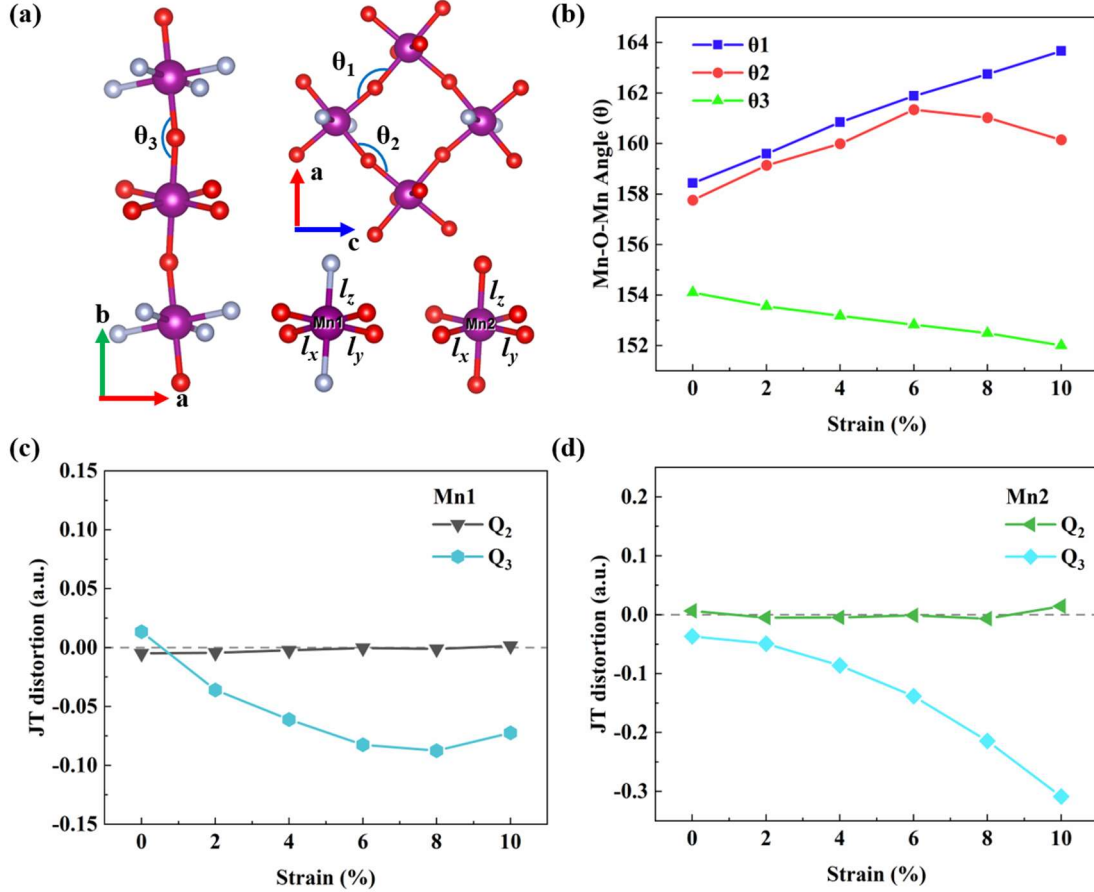 (a)
θ1
θ3
θ2
a
c
b
a
lz
Mn1
lx
ly
lz
Mn2
lx
ly
(b)
Mn-O-Mn Angle (θ)
164
162
160
158
154
152
θ1
θ2
θ3
0 2 4 6 8 10
Strain (%)
(c)
JT distortion (a.u.)
0.15
0.10
0.05
0.00
-0.05
-0.10
-0.15
Mn1
Q2
Q3
0 2 4 6 8 10
Strain (%)
(d)
JT distortion (a.u.)
0.2
0.1
0.0
-0.1
-0.2
-0.3
Mn2
Q2
Q3
0 2 4 6 8 10
Strain (%)